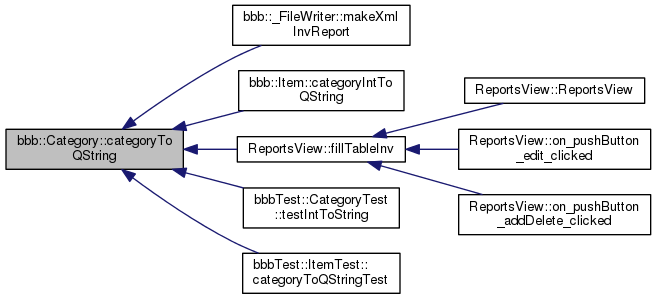 bbb::_FileWriter::makeXml
InvReport
bbb::Item::categoryIntTo
QString
ReportsView::ReportsView
bbb::Category::categoryTo
QString
ReportsView::fillTableInv
ReportsView::on_pushButton
_edit_clicked
bbbTest::CategoryTest
::testIntToString
ReportsView::on_pushButton
_addDelete_clicked
bbbTest::ItemTest::
categoryToQStringTest